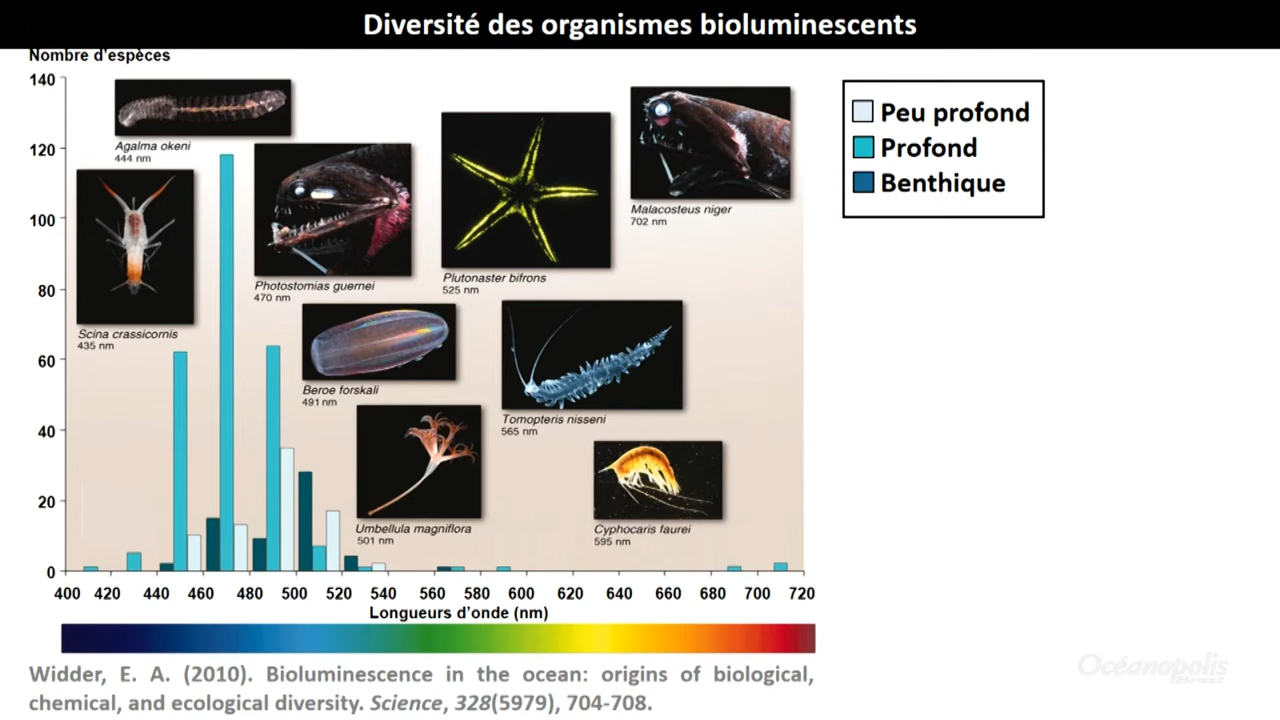 Diversité des organismes bioluminescents
Nombre d'espèces
140
120
100
80
60
40
20
0
Agalma okeni
444 nm
Scina crassicornis
435 nm
Photostomias guernei
470 nm
Beroe forskali
491 nm
Umbellula magniflora
501 nm
Plutonaster bifrons
525 nm
Tomopteris nisseni
565 nm
Cyphocaris faurei
595 nm
Malacosteus niger
702 nm
Peu profond
Profond
Benthique
400 420 440 460 480 500 520 540 560 580 600 620 640 660 680 700 720
Longueurs d'onde (nm)
Widder, E. A. (2010). Bioluminescence in the ocean: origins of biological,
chemical, and ecological diversity. Science, 328(5979), 704-708.
Océanopolis
Brest